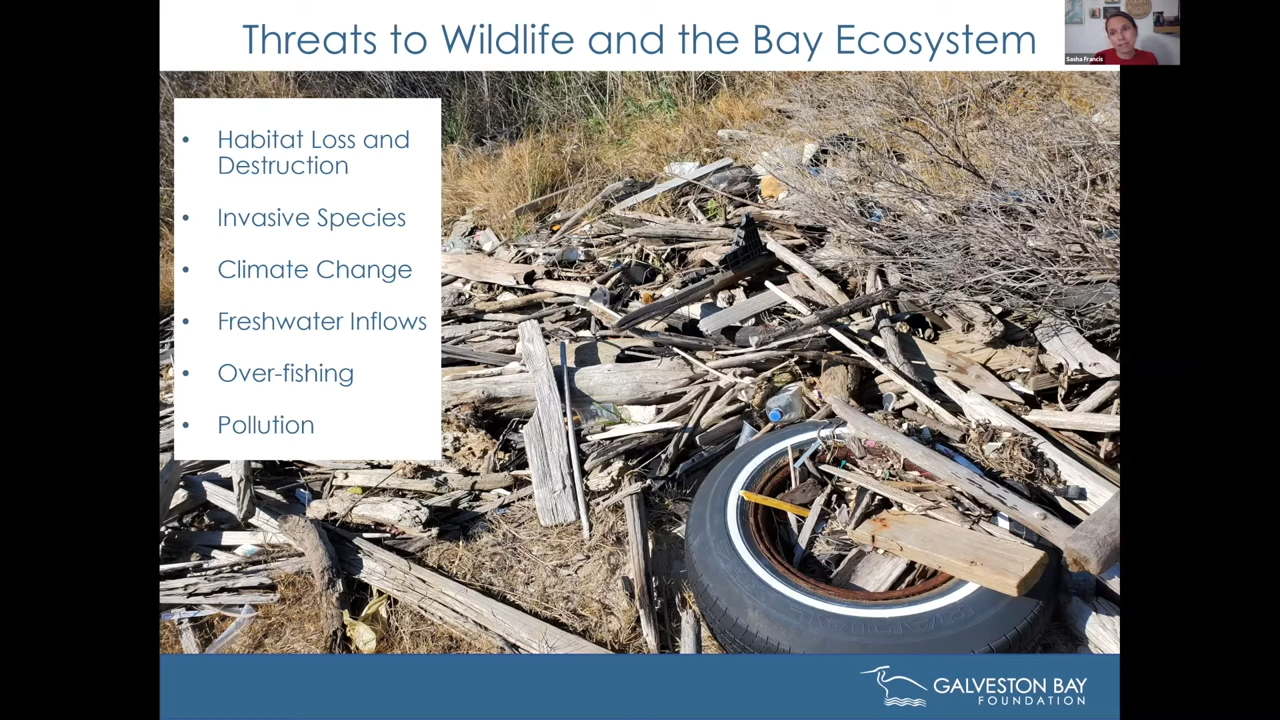 Threats to Wildlife and the Bay Ecosystem
Sasha Francis
• Habitat Loss and
Destruction
• Invasive Species
• Climate Change
• Freshwater Inflows
• Over-fishing
• Pollution
GALVESTON BAY
FOUNDATION